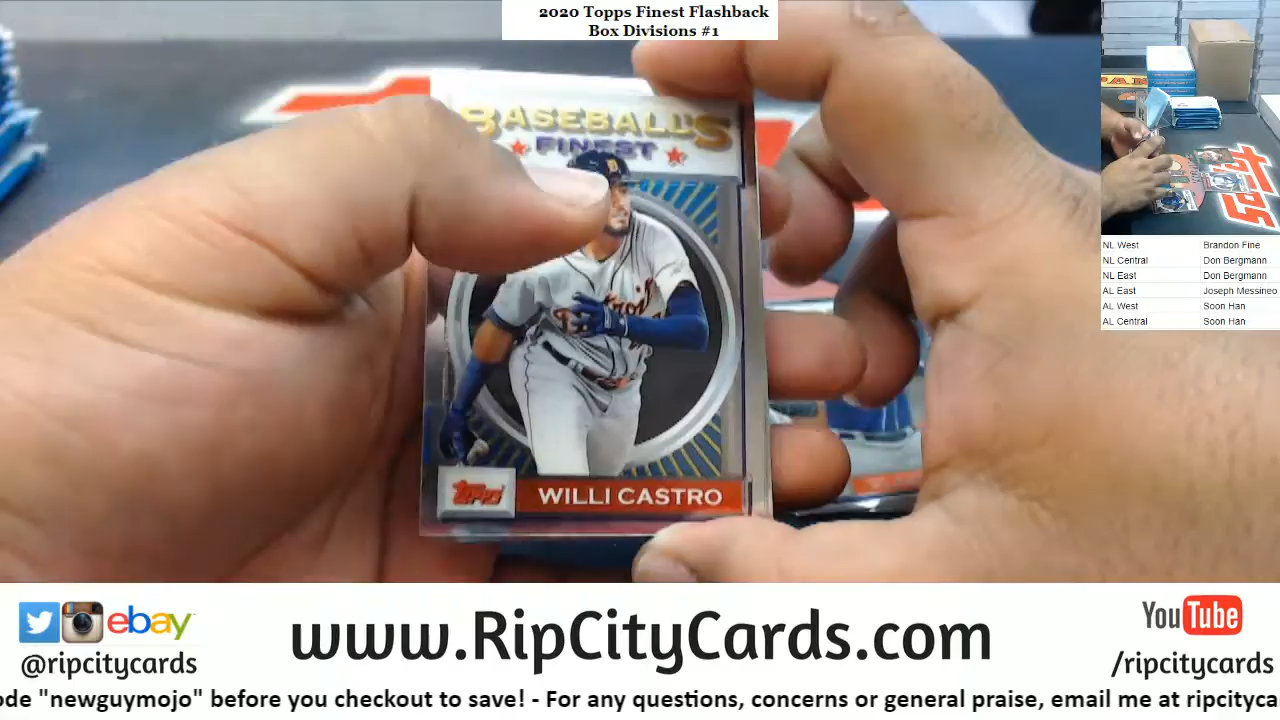 2020 Topps Finest Flashback
Box Divisions #1
BASEBALL'S
FINEST
Detroit
Topps
WILLI CASTRO
NL West Brandon Fine
NL Central Don Bergmann
NL East Don Bergmann
AL East Joseph Messineo
AL West Soon Han
AL Central Soon Han
ebay
@ripcitycards
www.RipCityCards.com
YouTube
/ripcitycards
ode "newguymojo" before you checkout to save! - For any questions, concerns or general praise, email me at ripcityca